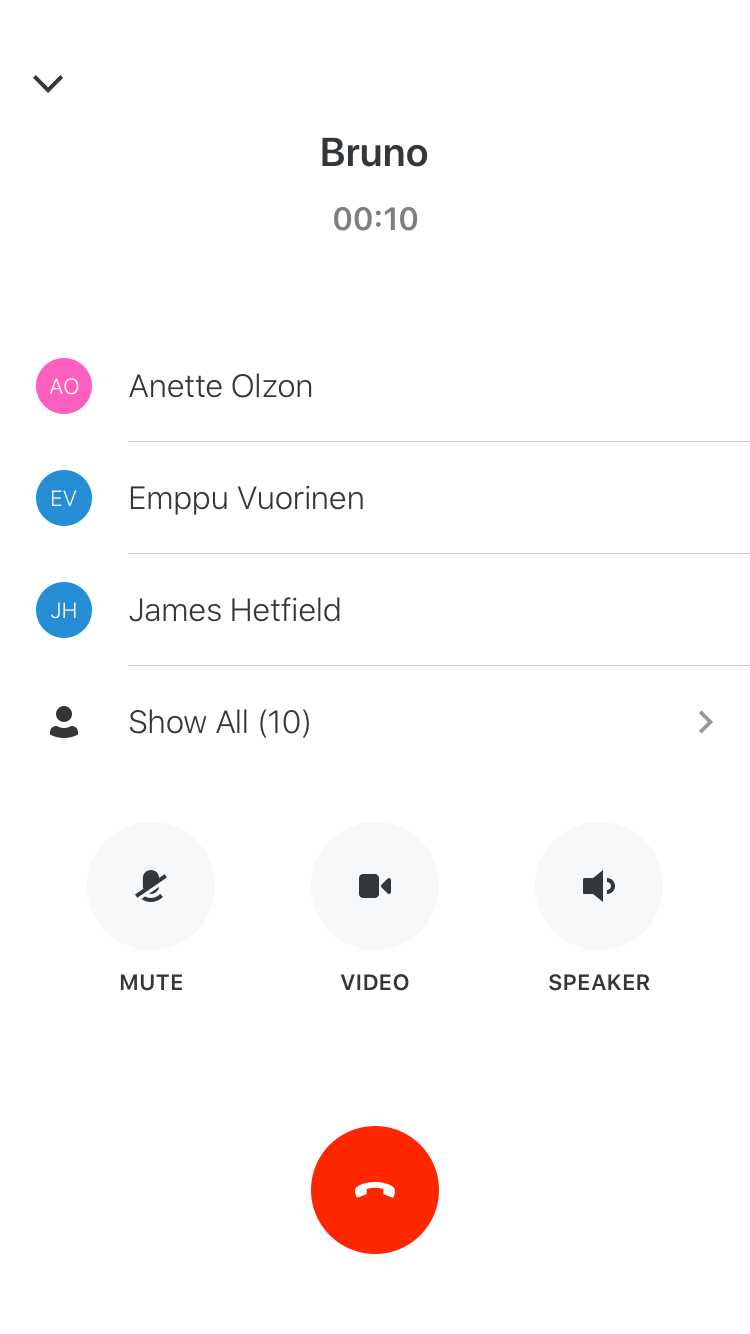 Bruno
00:10
AO Anette Olzon
EV Emppu Vuorinen
JH James Hetfield
Show All (10)
MUTE VIDEO SPEAKER